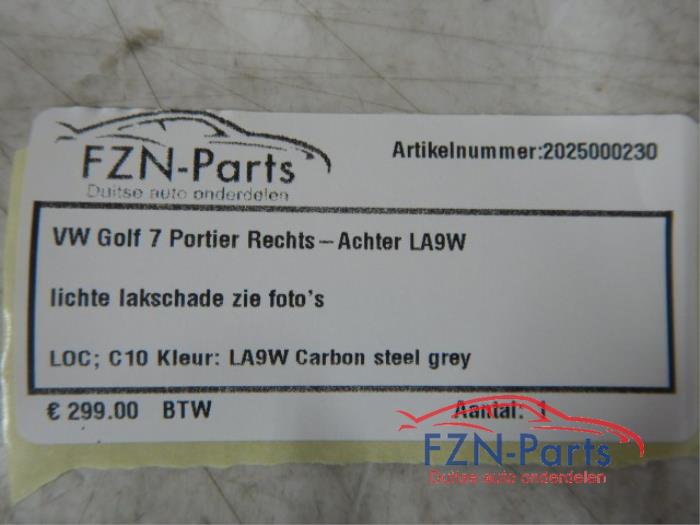 FZN-Parts
Duitse auto onderdelen
Artikelnummer:2025000230
VW Golf 7 Portier Rechts-Achter LA9W
lichte lakschade zie foto's
LOC; C10 Kleur: LA9W Carbon steel grey
€ 299.00 BTW
Aantal: 1
FZN-Parts
Duitse auto onderdelen